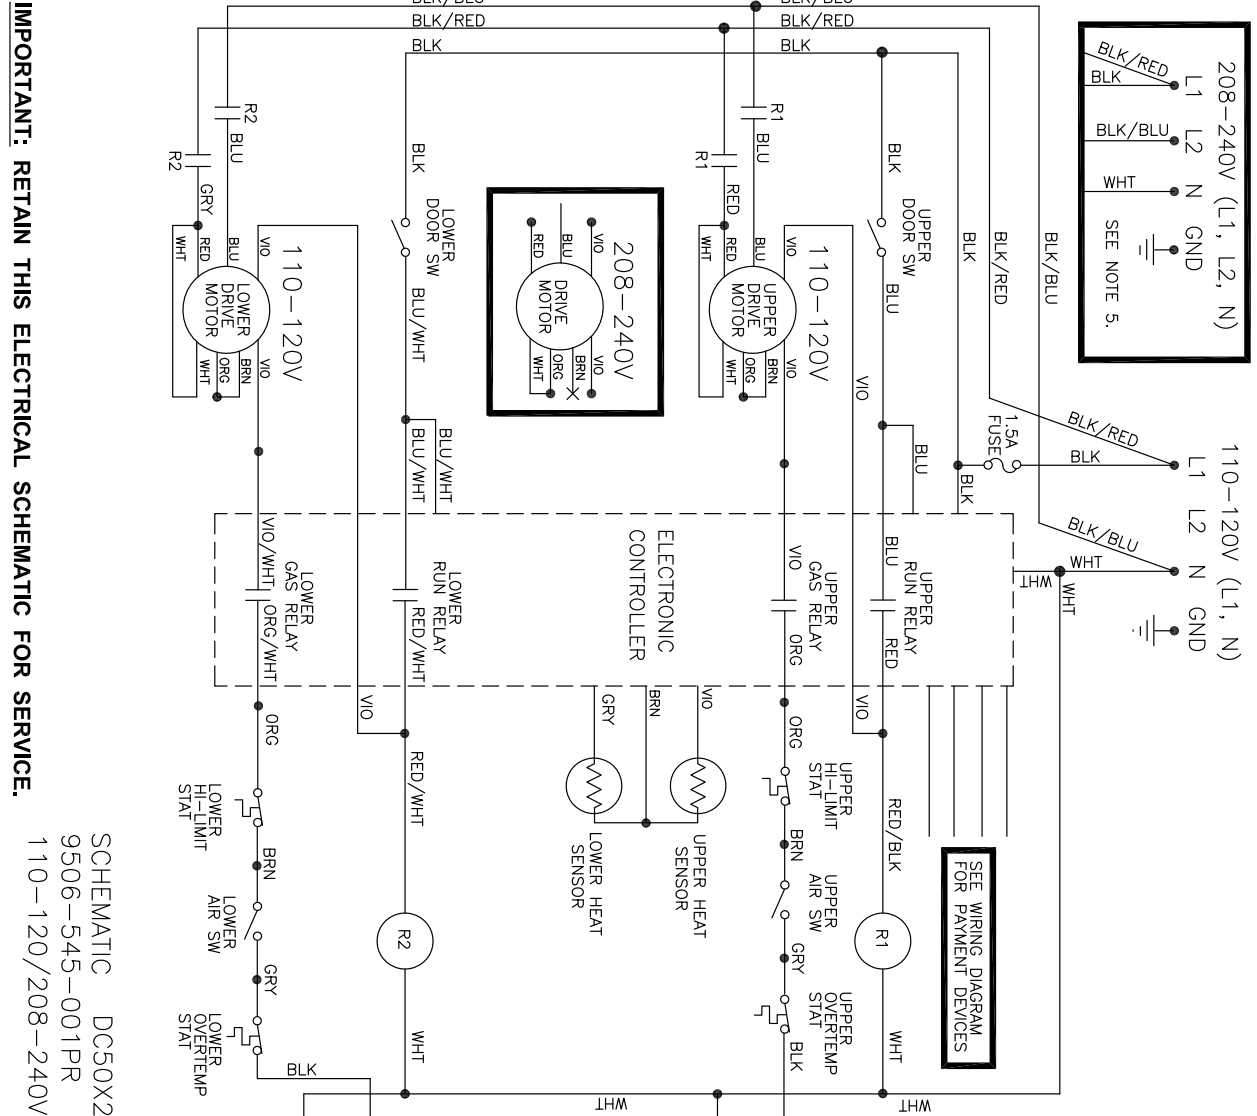 IMPORTANT: RETAIN THIS ELECTRICAL SCHEMATIC FOR SERVICE.
SCHEMATIC DC50X2
9506-545-001PR
110-120/208-240V
208-240V (L1, L2, N)
L1
L2
N
GND
BLK/RED
BLK
BLK/BLU
WHT
SEE NOTE 5.
110-120V (L1, N)
L1
L2
N
GND
BLK/RED
BLK
BLK/BLU
WHT
WHT
WHT
1.5A
FUSE
BLK/BLU
BLK/RED
BLK
BLK
BLK/BLU
BLK/RED
BLK
BLK/BLU
BLK/RED
BLK
BLK
UPPER
DOOR SW
BLU
BLU
BLU
UPPER
RUN RELAY
RED
RED/BLK
R1
WHT
WHT
SEE WIRING DIAGRAM
FOR PAYMENT DEVICES
R1
BLU
R1
RED
WHT
RED
BLU
VIO
110-120V
UPPER
DRIVE
MOTOR
VIO
BRN
ORG
WHT
VIO
VIO
UPPER
GAS RELAY
ORG
VIO
ORG
UPPER
HI-LIMIT
STAT
BRN
UPPER
AIR SW
GRY
UPPER
OVERTEMP
STAT
BLK
208-240V
VIO
BLU
RED
DRIVE
MOTOR
VIO
BRN
ORG
WHT
ELECTRONIC
CONTROLLER
VIO
BRN
GRY
UPPER HEAT
SENSOR
LOWER HEAT
SENSOR
WHT
BLK
LOWER
DOOR SW
BLU/WHT
BLU/WHT
BLU/WHT
LOWER
RUN RELAY
RED/WHT
RED/WHT
R2
WHT
R2
BLU
R2
GRY
WHT
RED
BLU
VIO
110-120V
LOWER
DRIVE
MOTOR
VIO
BRN
ORG
WHT
VIO/WHT
LOWER
GAS RELAY
ORG/WHT
VIO
ORG
LOWER
HI-LIMIT
STAT
BRN
LOWER
AIR SW
GRY
LOWER
OVERTEMP
STAT
BLK